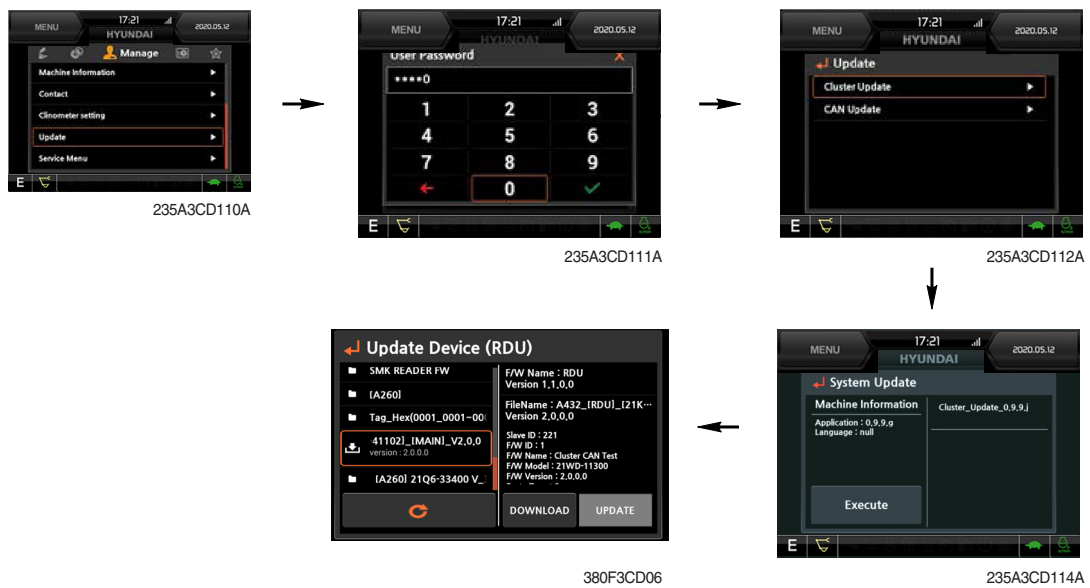 MENU
17:21
HYUNDAI
2020.05.12
Manage
Machine Information
Contact
Clinometer setting
Update
Service Menu
E
235A3CD110A
MENU
17:21
HYUNDAI
2020.05.12
User Password
X
****0
1 2 3
4 5 6
7 8 9
0
E
235A3CD111A
MENU
17:21
HYUNDAI
2020.05.12
Update
Cluster Update
CAN Update
E
235A3CD112A
Update Device (RDU)
SMK READER FW
[A260]
Tag_Hex(0001_0001~00
41102]_[MAIN]_V2,0,0
version : 2.0.0.0
[A260] 21Q6-33400 V_
F/W Name : RDU
Version 1,1,0,0
FileName : A432_[RDU]_[21K…
Version 2,0,0,0
Slave ID : 221
F/W ID : 1
F/W Name : Cluster CAN Test
F/W Model : 21WD-11300
F/W Version : 2,0,0,0
DOWNLOAD
UPDATE
380F3CD06
MENU
17:21
HYUNDAI
2020.05.12
System Update
Machine Information
Application : 0,9,9,g
Language : null
Cluster_Update_0,9,9,j
Execute
E
235A3CD114A